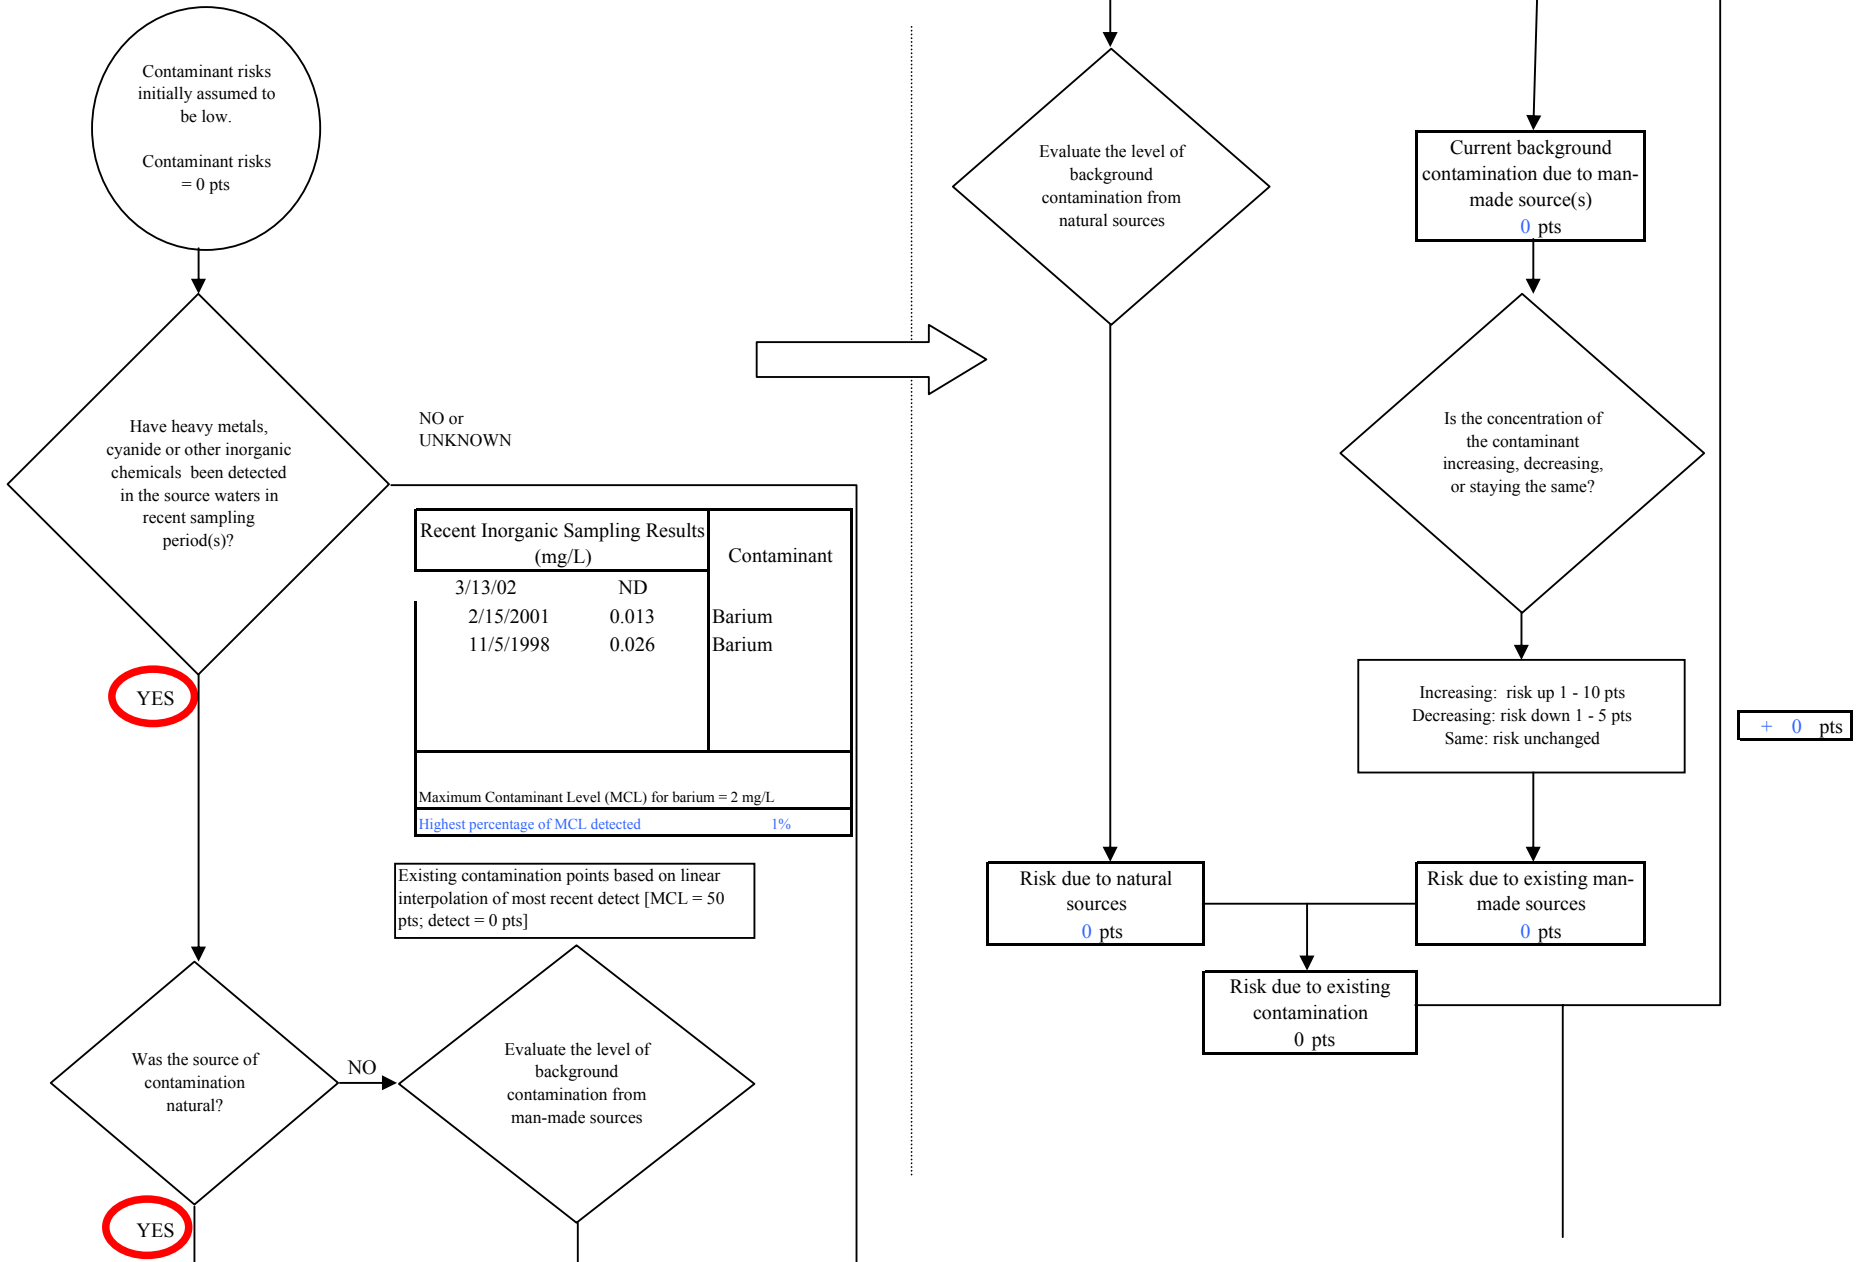 Contaminant risks
initially assumed to
be low.
Contaminant risks
= 0 pts
Have heavy metals,
cyanide or other inorganic
chemicals been detected
in the source waters in
recent sampling
period(s)?
NO or
UNKNOWN
YES
Recent Inorganic Sampling Results
(mg/L)
Contaminant
3/13/02 ND
2/15/2001 0.013 Barium
11/5/1998 0.026 Barium
Maximum Contaminant Level (MCL) for barium = 2 mg/L
Highest percentage of MCL detected 1%
Existing contamination points based on linear
interpolation of most recent detect [MCL = 50
pts; detect = 0 pts]
Was the source of
contamination
natural?
NO
YES
Evaluate the level of
background
contamination from
man-made sources
Evaluate the level of
background
contamination from
natural sources
Current background
contamination due to man-
made source(s)
0 pts
Is the concentration of
the contaminant
increasing, decreasing,
or staying the same?
Increasing: risk up 1 - 10 pts
Decreasing: risk down 1 - 5 pts
Same: risk unchanged
+ 0 pts
Risk due to natural
sources
0 pts
Risk due to existing man-
made sources
0 pts
Risk due to existing
contamination
0 pts